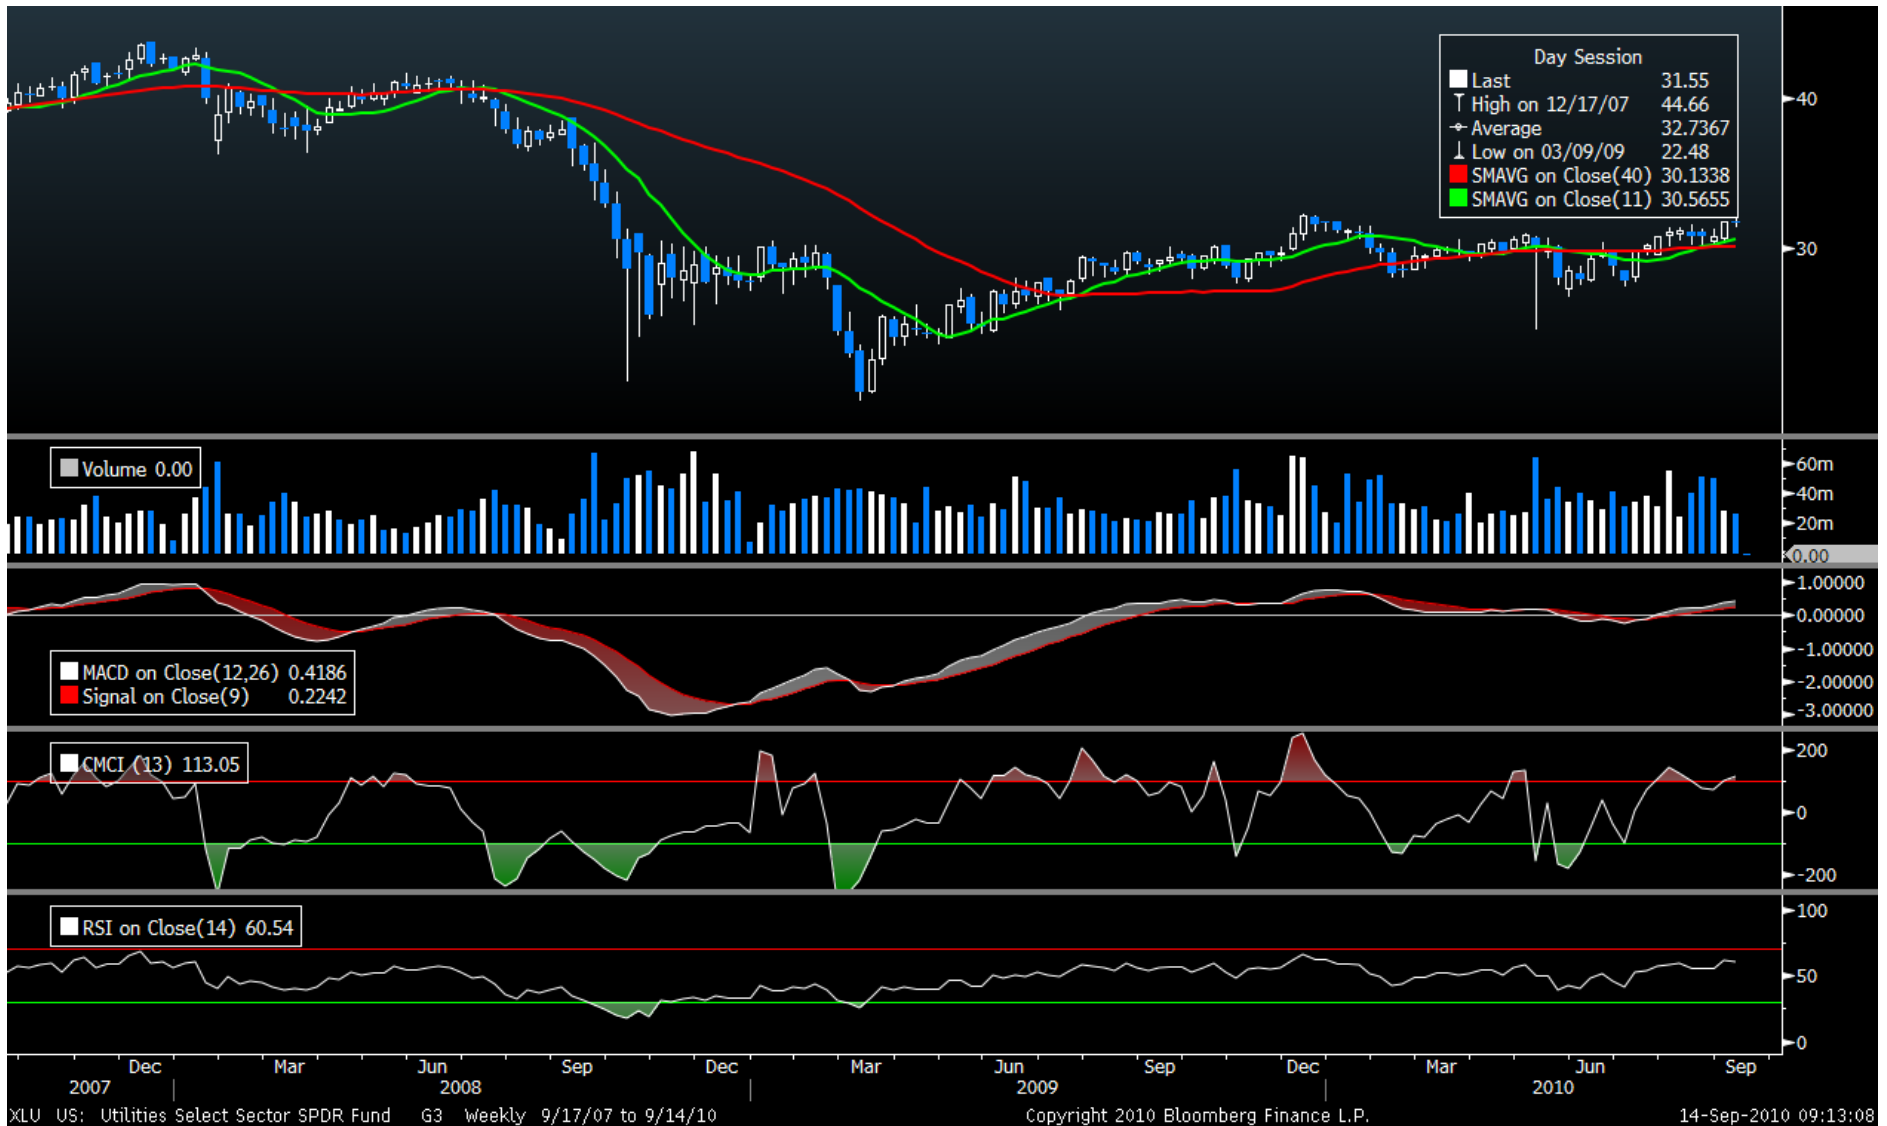 Day Session
Last 31.55
High on 12/17/07 44.66
Average 32.7367
Low on 03/09/09 22.48
SMAVG on Close(40) 30.1338
SMAVG on Close(11) 30.5655
40
30
Volume 0.00
60m
40m
20m
0.00
1.00000
0.00000
-1.00000
-2.00000
-3.00000
MACD on Close(12,26) 0.4186
Signal on Close(9) 0.2242
CMCI (13) 113.05
200
0
-200
RSI on Close(14) 60.54
100
50
0
Dec Mar Jun Sep Dec Mar Jun Sep Dec Mar Jun Sep
2007 2008 2009 2010
XLU US: Utilities Select Sector SPDR Fund G3 Weekly 9/17/07 to 9/14/10 Copyright 2010 Bloomberg Finance L.P. 14-Sep-2010 09:13:08